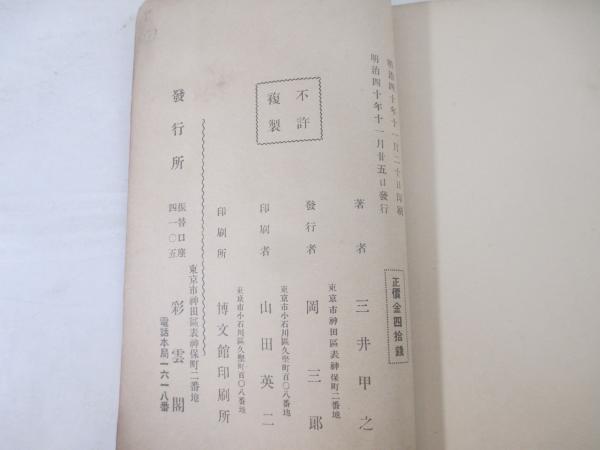 明治四十年十一月二十日印刷
明治四十年十一月廿五日發行
正價金四拾錢
不許
複製
著者 三井甲之
東京市神田區表神保町二番地
發行者 岡三郎
東京市小石川區久堅町百〇八番地
印刷者 山田英二
東京市小石川區久堅町百〇八番地
印刷所 博文館印刷所
東京市神田區表神保町二番地
發行所 彩雲閣
振替口座
四一〇五
電話本局一六一八番